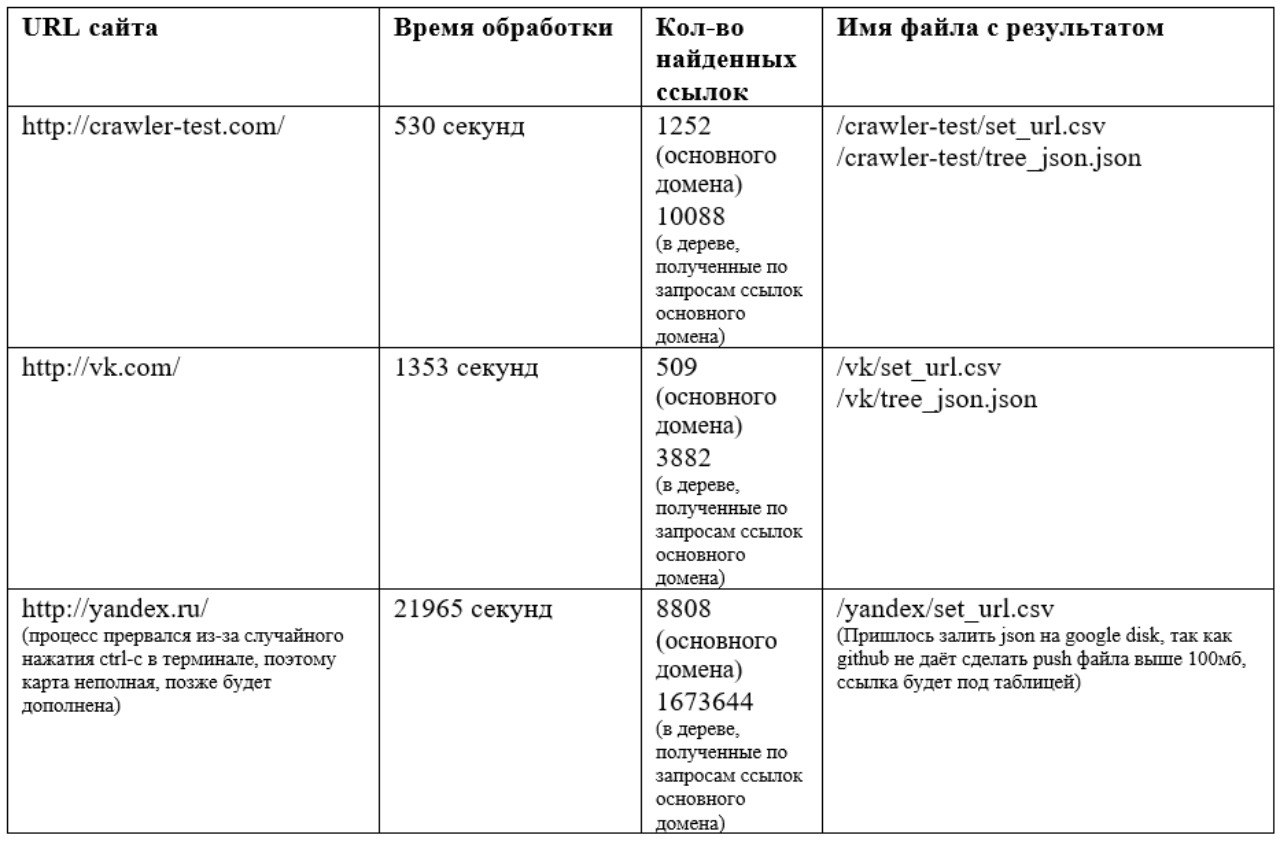 URL сайта
Время обработки
Кол-во
найденных
ссылок
Имя файла с результатом
http://crawler-test.com/
530 секунд
1252
(основного
домена)
10088
(в дереве,
полученные по
запросам ссылок
основного
домена)
/crawler-test/set_url.csv
/crawler-test/tree_json.json
http://vk.com/
1353 секунд
509
(основного
домена)
3882
(в дереве,
полученные по
запросам ссылок
основного
домена)
/vk/set_url.csv
/vk/tree_json.json
http://yandex.ru/
(процесс прервался из-за случайного
нажатия ctrl-c в терминале, поэтому
карта неполная, позже будет
дополнена)
21965 секунд
8808
(основного
домена)
1673644
(в дереве,
полученные по
запросам ссылок
основного
домена)
/yandex/set_url.csv
(Пришлось залить json на google disk, так как
github не даёт сделать push файла выше 100мб,
ссылка будет под таблицей)